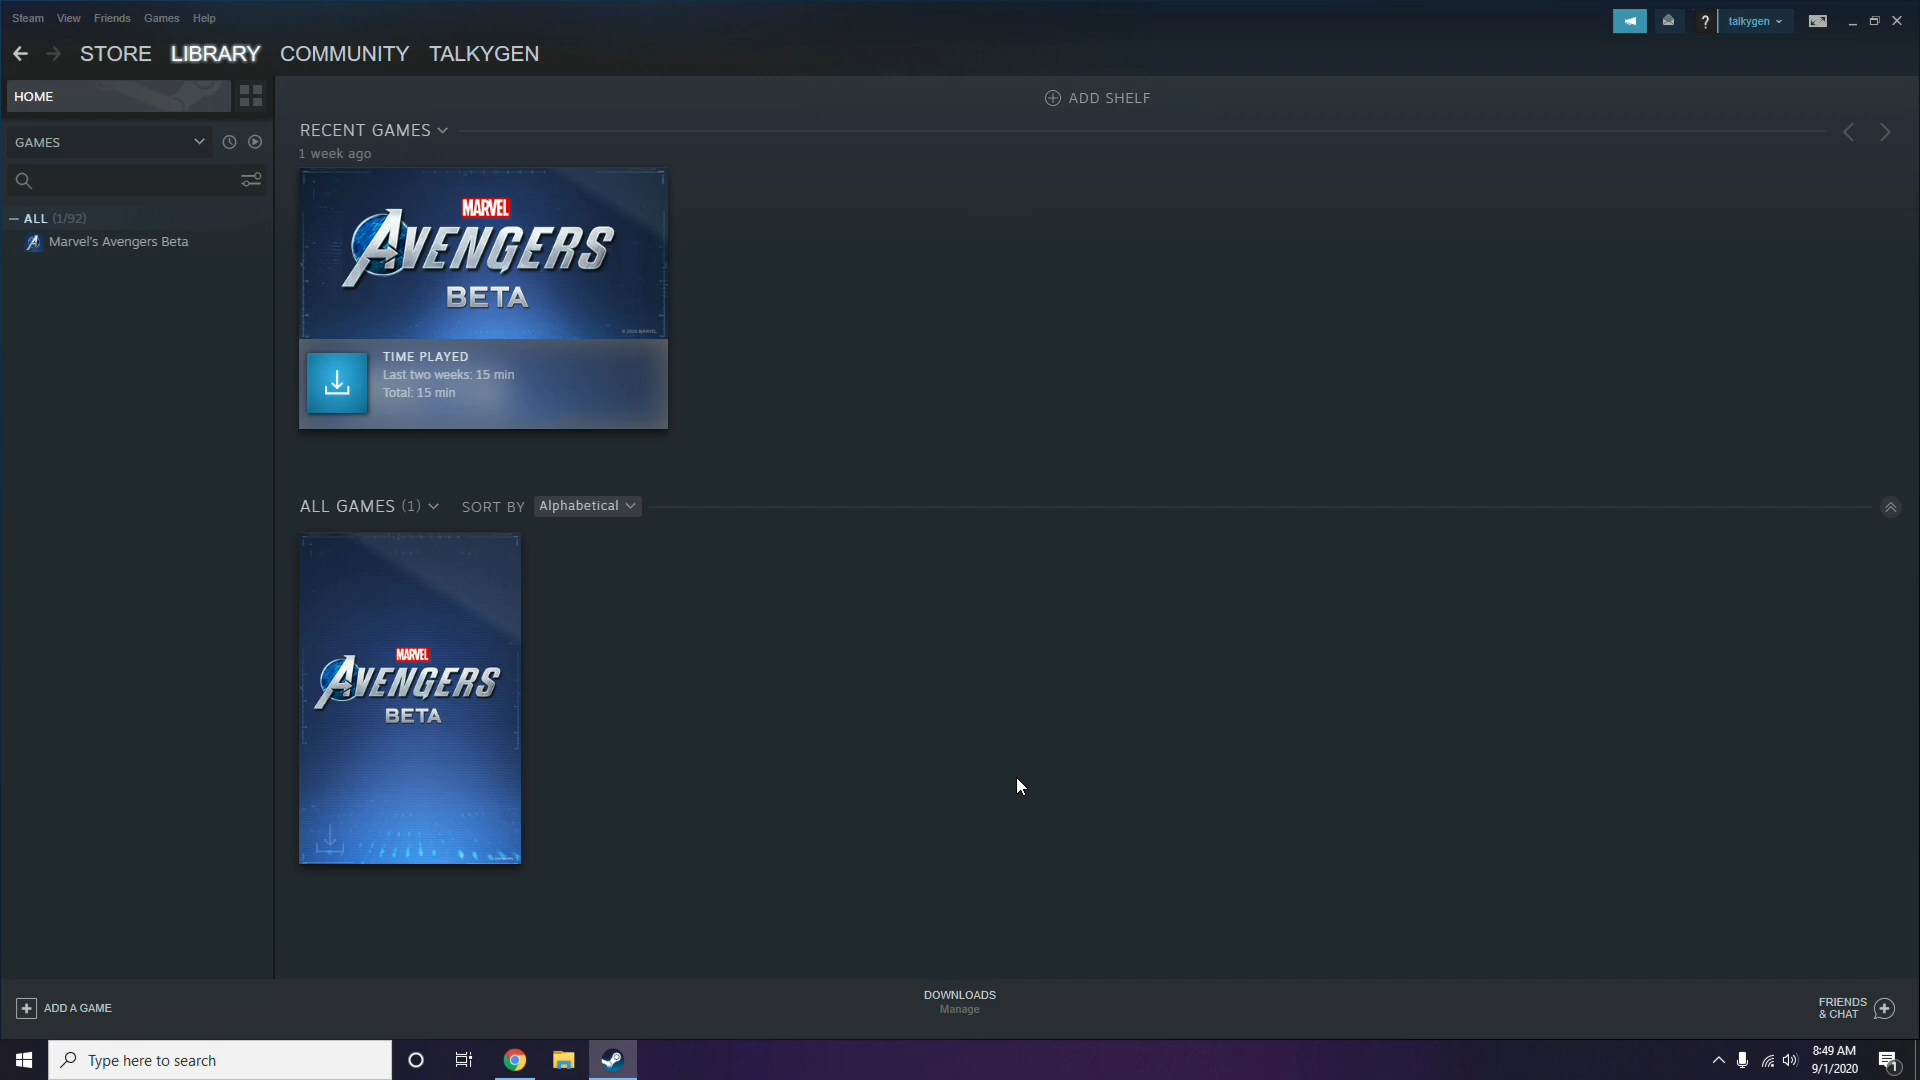 Steam View Friends Games Help
talkygen
STORE LIBRARY COMMUNITY TALKYGEN
HOME
ADD SHELF
GAMES
RECENT GAMES
1 week ago
ALL (1/92)
Marvel's Avengers Beta
MARVEL
AVENGERS
BETA
© 2020 MARVEL
TIME PLAYED
Last two weeks: 15 min
Total: 15 min
ALL GAMES (1) SORT BY Alphabetical
MARVEL
AVENGERS
BETA
ADD A GAME
DOWNLOADS
Manage
FRIENDS
& CHAT
Type here to search
8:49 AM
9/1/2020
1